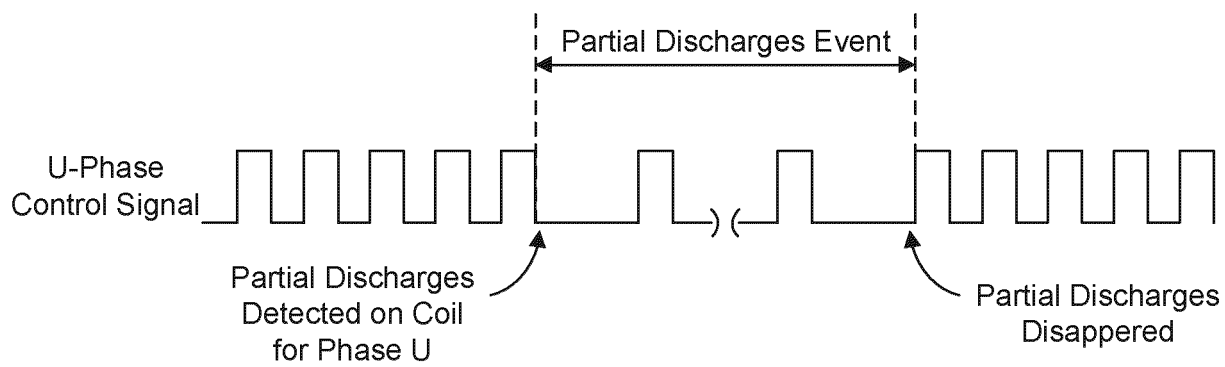 Partial Discharges Event
U-Phase
Control Signal
Partial Discharges
Detected on Coil
for Phase U
Partial Discharges
Disappered